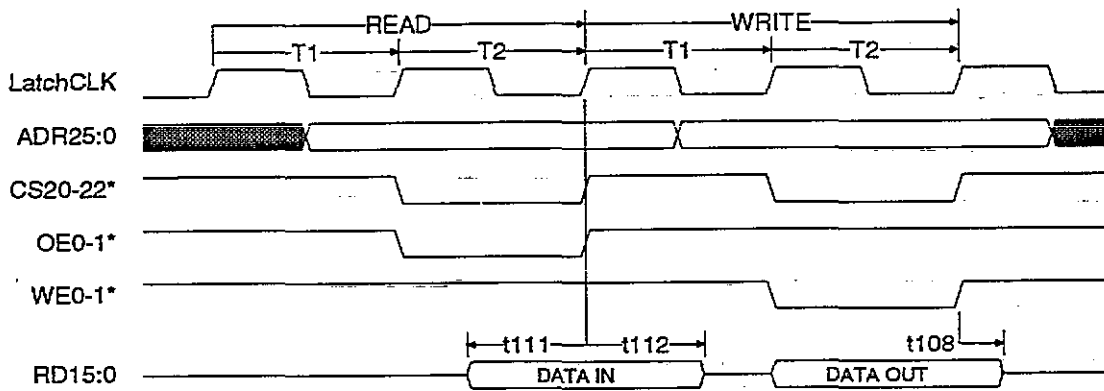 READ WRITE
T1 T2 T1 T2
LatchCLK
ADR25:0
CS20-22*
OE0-1*
WE0-1*
t111 t112 t108
RD15:0 DATA IN DATA OUT